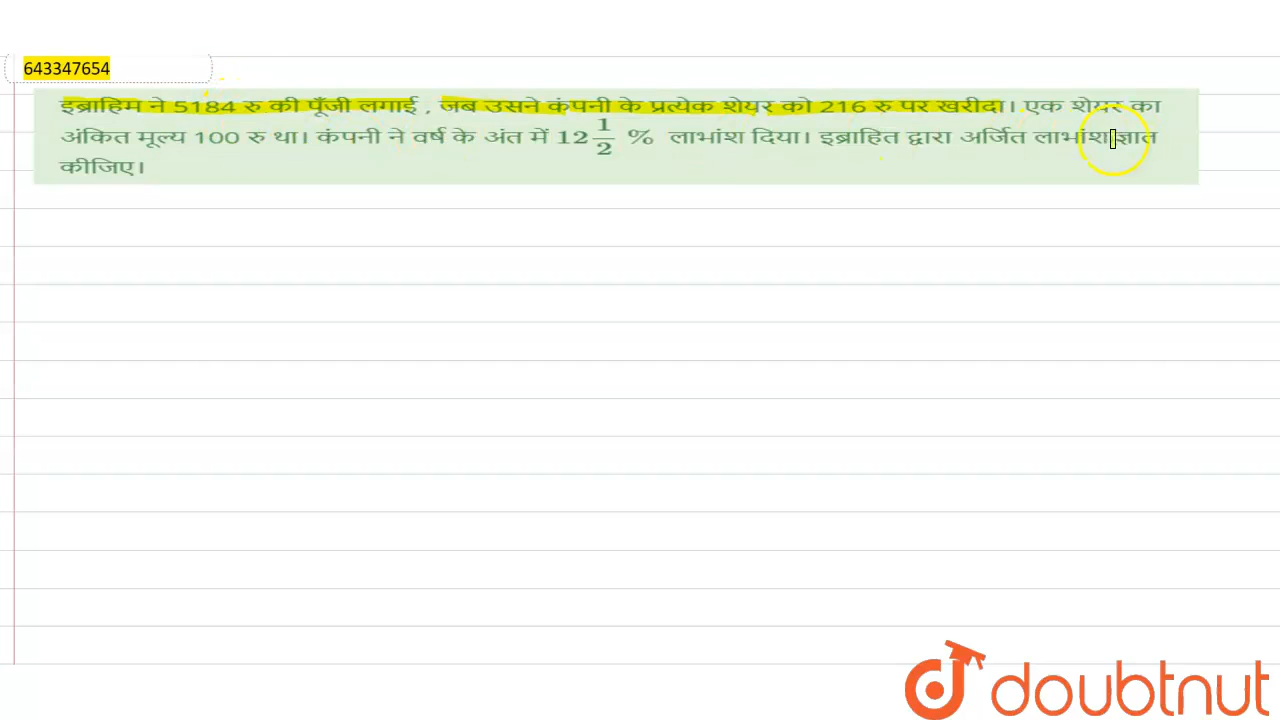 643347654
इब्राहिम ने 5184 रु की पूँजी लगाई , जब उसने कंपनी के प्रत्येक शेयर को 216 रु पर खरीदा। एक शेयर का
अंकित मूल्य 100 रु था। कंपनी ने वर्ष के अंत में 12 1/2 % लाभांश दिया। इब्राहित द्वारा अर्जित लाभांश ज्ञात
कीजिए।
doubtnut